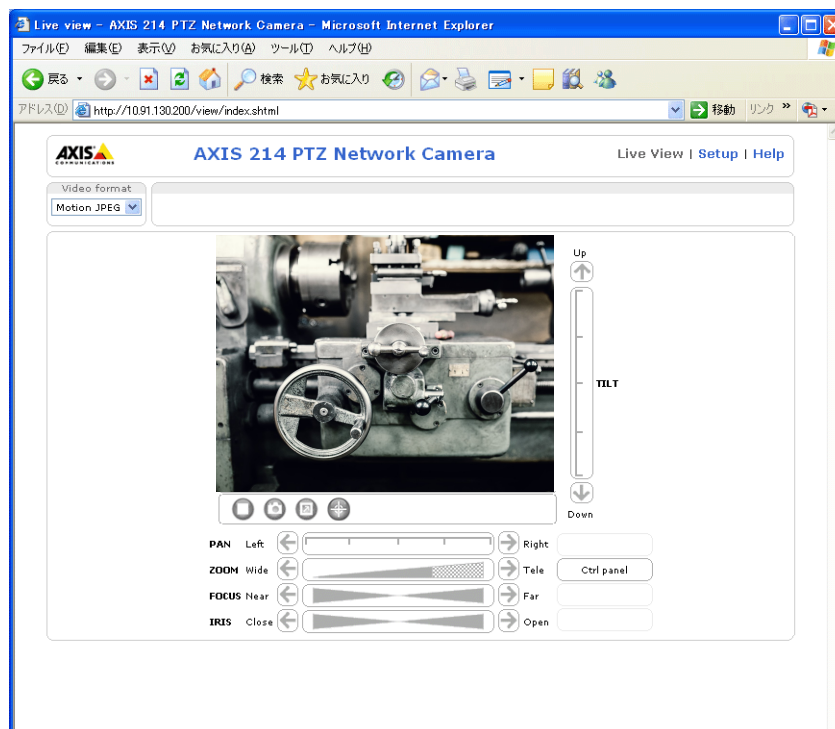 Live view - AXIS 214 PTZ Network Camera - Microsoft Internet Explorer
ファイル(F) 編集(E) 表示(V) お気に入り(A) ツール(T) ヘルプ(H)
戻る 検索 お気に入り
アドレス(D) http://10.91.130.200/view/index.shtml 移動 リンク »
AXIS COMMUNICATIONS
AXIS 214 PTZ Network Camera
Live View | Setup | Help
Video format
Motion JPEG
Up
TILT
Down
PAN Left Right
ZOOM Wide Tele Ctrl panel
FOCUS Near Far
IRIS Close Open